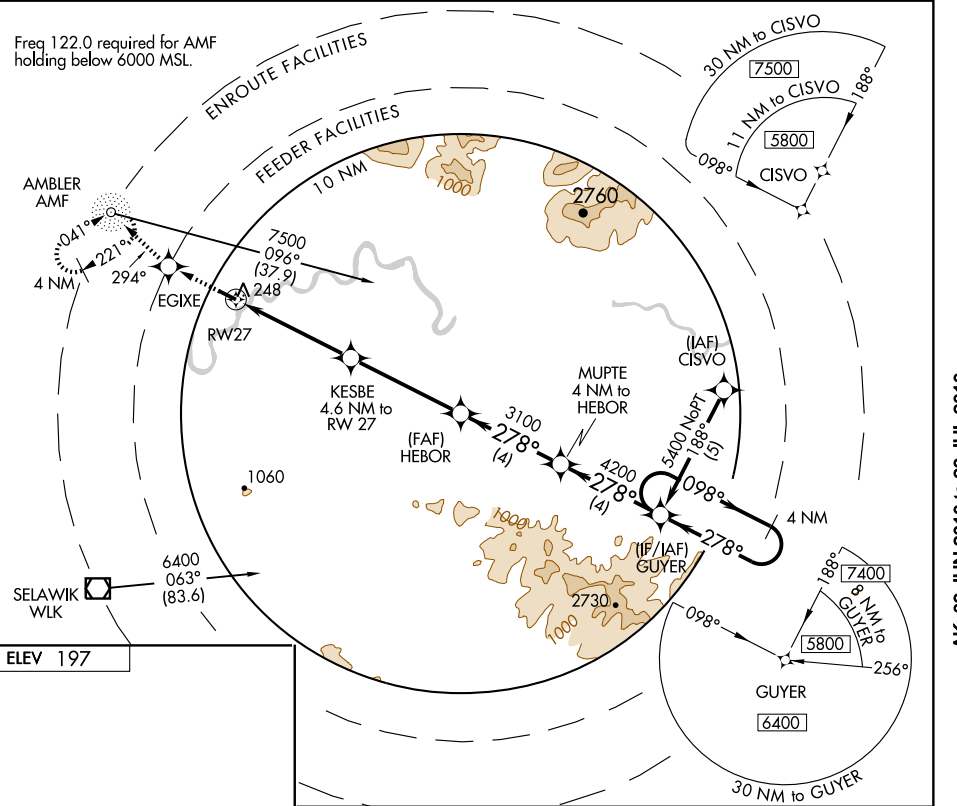 Freq 122.0 required for AMF
holding below 6000 MSL.
ENROUTE FACILITIES
FEEDER FACILITIES
10 NM
30 NM to CISVO
7500
188°
11 NM to CISVO
5800
098°
CISVO
AMBLER
AMF
041°
221°
4 NM
294°
EGIXE
7500
096°
(37.9)
248
RW27
1000
2760
(IAF)
CISVO
5400 NoPT
188°
(5)
KESBE
4.6 NM to
RW 27
(FAF)
HEBOR
MUPTE
4 NM to
HEBOR
3100
278°
(4)
4200
278°
(4)
098°
278°
4 NM
(IF/IAF)
GUYER
1060
1000
2730
1000
6400
063°
(83.6)
SELAWIK
WLK
ELEV 197
098°
188°
7400
8 NM to
GUYER
5800
256°
GUYER
6400
30 NM to GUYER